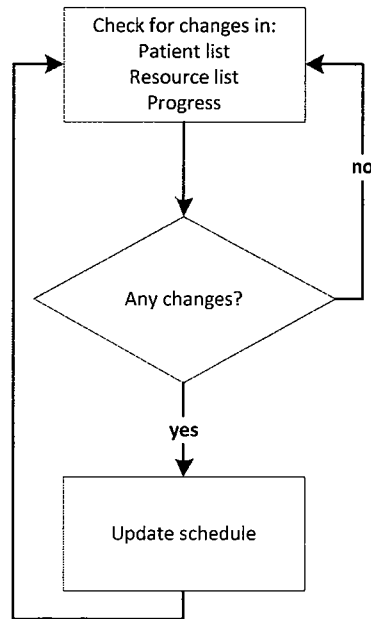 Check for changes in:
Patient list
Resource list
Progress
no
Any changes?
yes
Update schedule